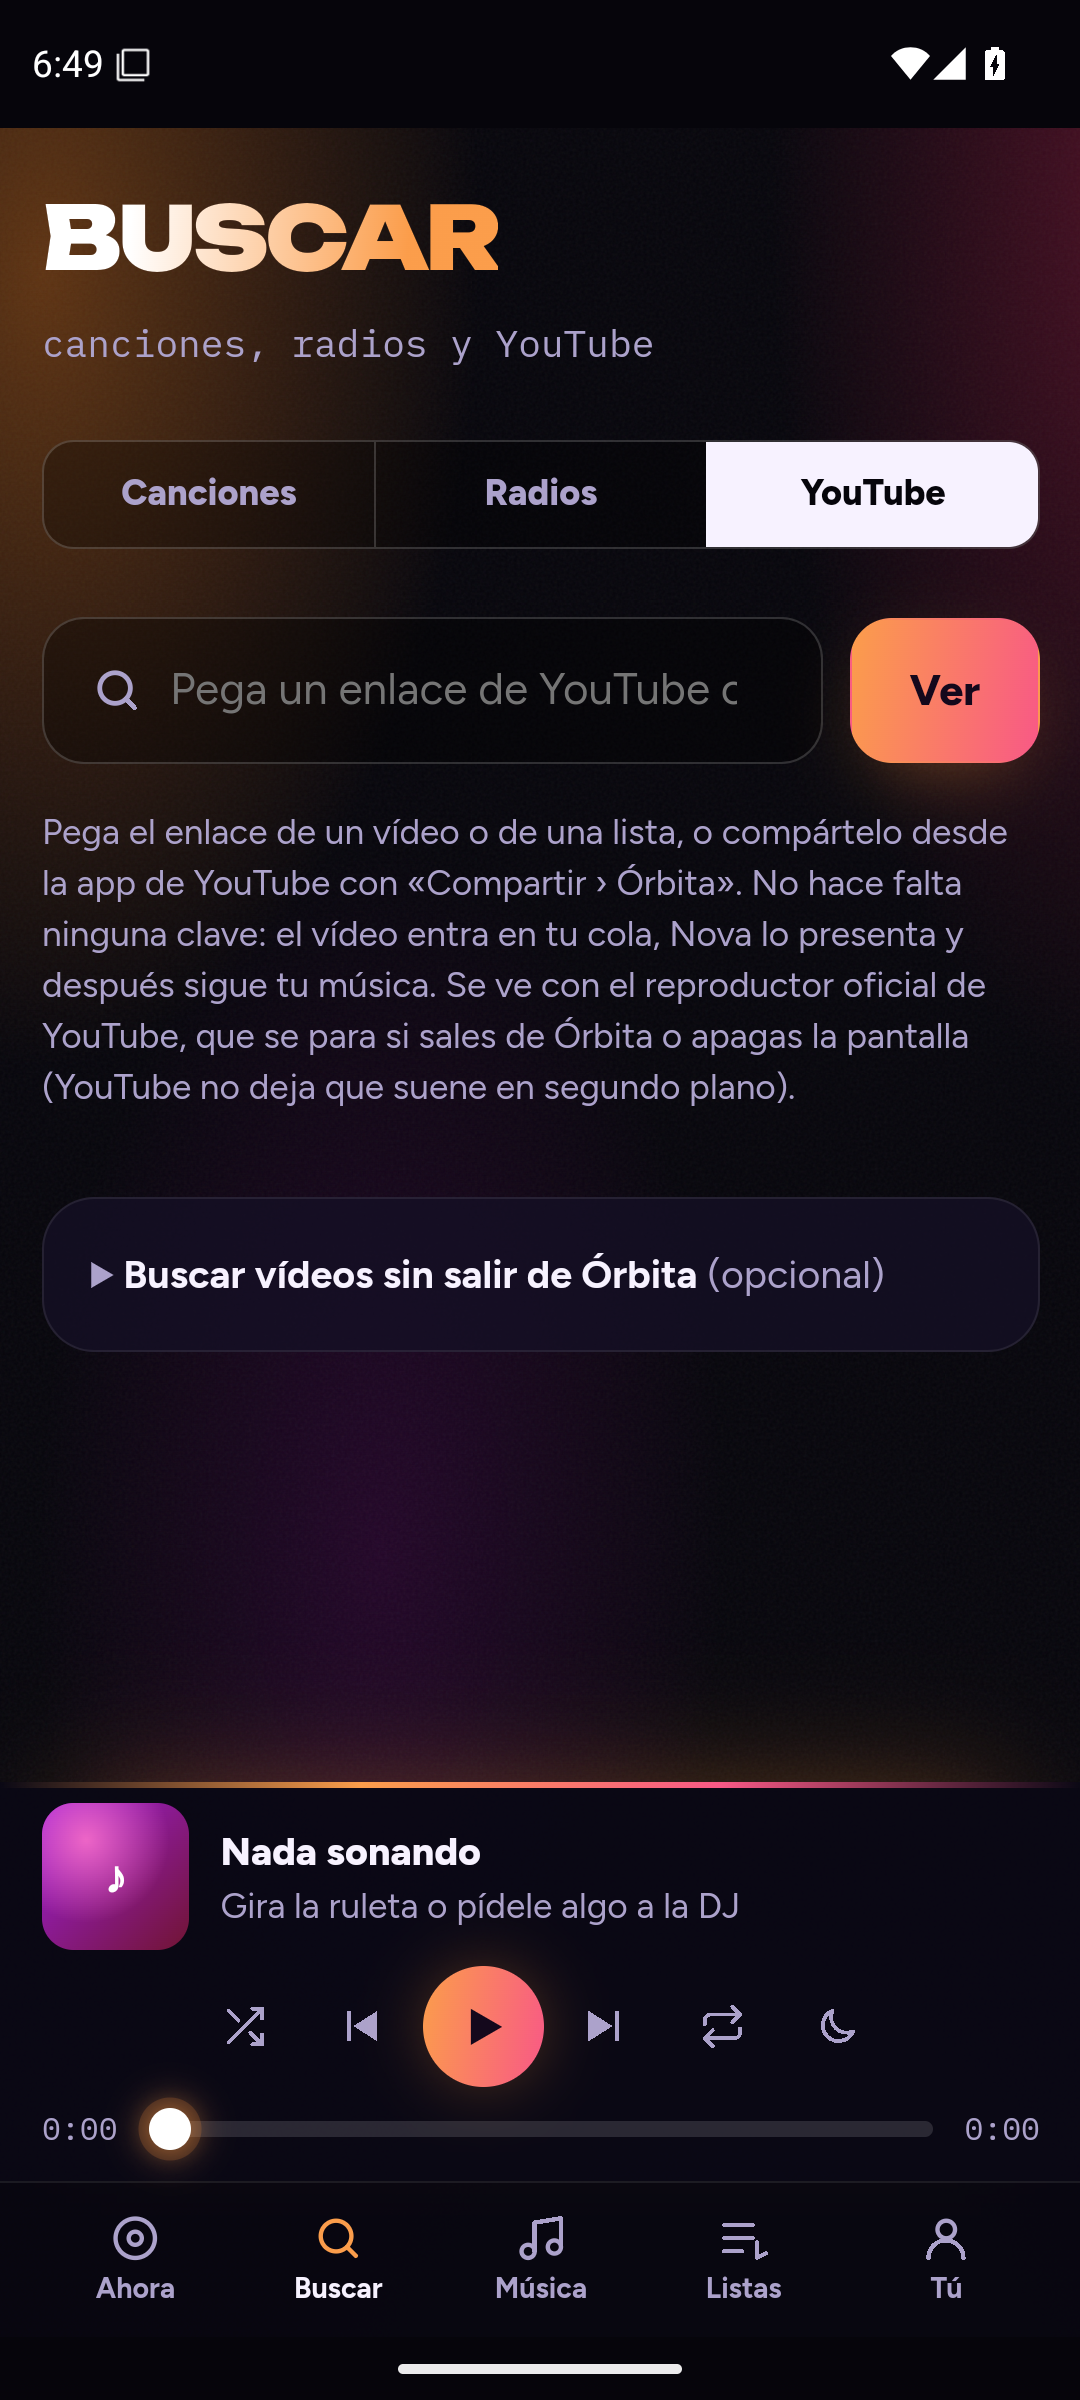 6:49
BUSCAR
canciones, radios y YouTube
Canciones
Radios
YouTube
Pega un enlace de YouTube
Ver
Pega el enlace de un vídeo o de una lista, o compártelo desde
la app de YouTube con «Compartir › Órbita». No hace falta
ninguna clave: el vídeo entra en tu cola, Nova lo presenta y
después sigue tu música. Se ve con el reproductor oficial de
YouTube, que se para si sales de Órbita o apagas la pantalla
(YouTube no deja que suene en segundo plano).
Buscar vídeos sin salir de Órbita (opcional)
Nada sonando
Gira la ruleta o pídele algo a la DJ
0:00
0:00
Ahora
Buscar
Música
Listas
Tú